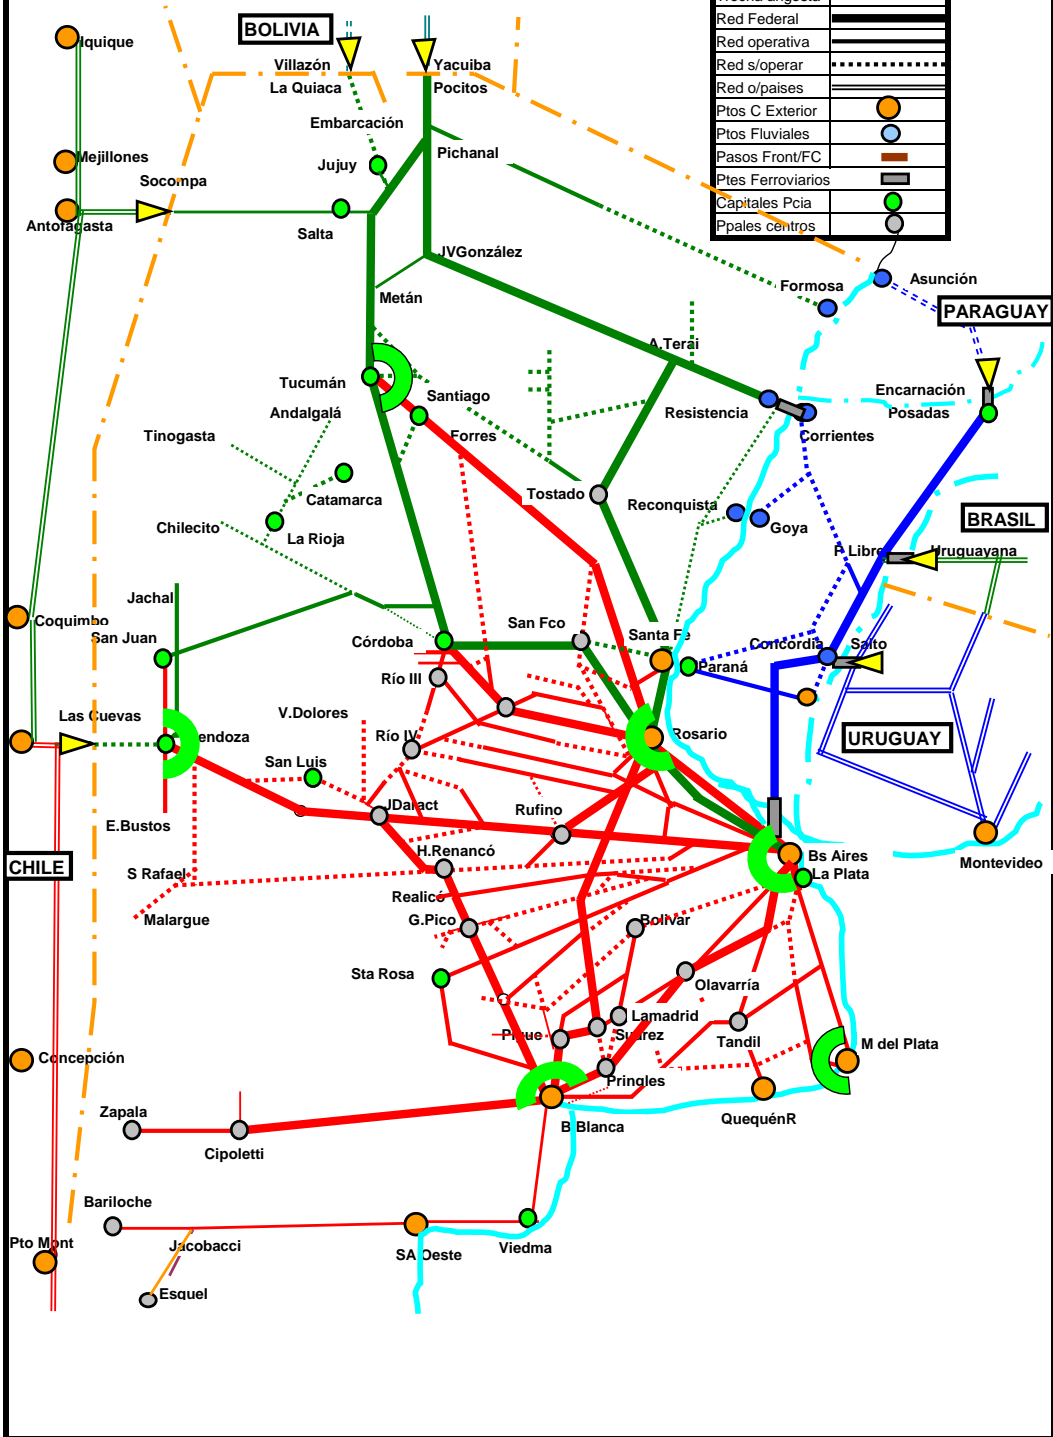 Trocha angosta
Red Federal
Red operativa
Red s/operar
Red o/paises
Ptos C Exterior
Ptos Fluviales
Pasos Front/FC
Ptes Ferroviarios
Capitales Pcia
Ppales centros
BOLIVIA
Iquique
Villazón
Yacuiba
La Quiaca
Pocitos
Embarcación
Mejillones
Jujuy
Pichanal
Socompa
Antofagasta
Salta
JVGonzález
Asunción
Formosa
Metán
PARAGUAY
A.Terai
Tucumán
Santiago
Encarnación
Andalgalá
Resistencia
Posadas
Tinogasta
Forres
Corrientes
Catamarca
Tostado
Reconquista
Chilecito
La Rioja
Goya
BRASIL
P Libre
Uruguayana
Jachal
Coquimbo
San Juan
Córdoba
San Fco
Santa Fe
Concordia
Salto
Paraná
Río III
Las Cuevas
V.Dolores
Mendoza
Río IV
Rosario
URUGUAY
San Luis
JDaract
Rufino
E.Bustos
H.Renancó
Bs Aires
Montevideo
CHILE
S Rafael
La Plata
Realicó
Malargue
G.Pico
Bolivar
Sta Rosa
Olavarría
Lamadrid
Pigue
Suarez
Tandil
M del Plata
Concepción
Pringles
Zapala
B Blanca
QuequénR
Cipoletti
Bariloche
Pto Mont
Jacobacci
SA Oeste
Viedma
Esquel